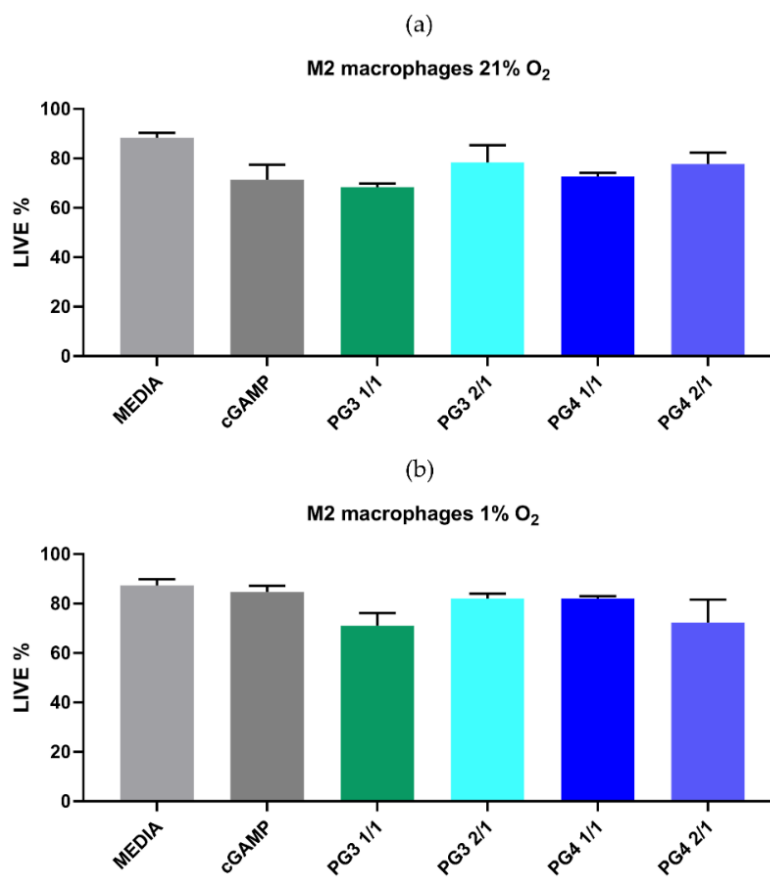 (a)
M2 macrophages 21% O₂
LIVE %
100
80
60
40
20
0
MEDIA
cGAMP
PG3 1/1
PG3 2/1
PG4 1/1
PG4 2/1
(b)
M2 macrophages 1% O₂
LIVE %
100
80
60
40
20
0
MEDIA
cGAMP
PG3 1/1
PG3 2/1
PG4 1/1
PG4 2/1